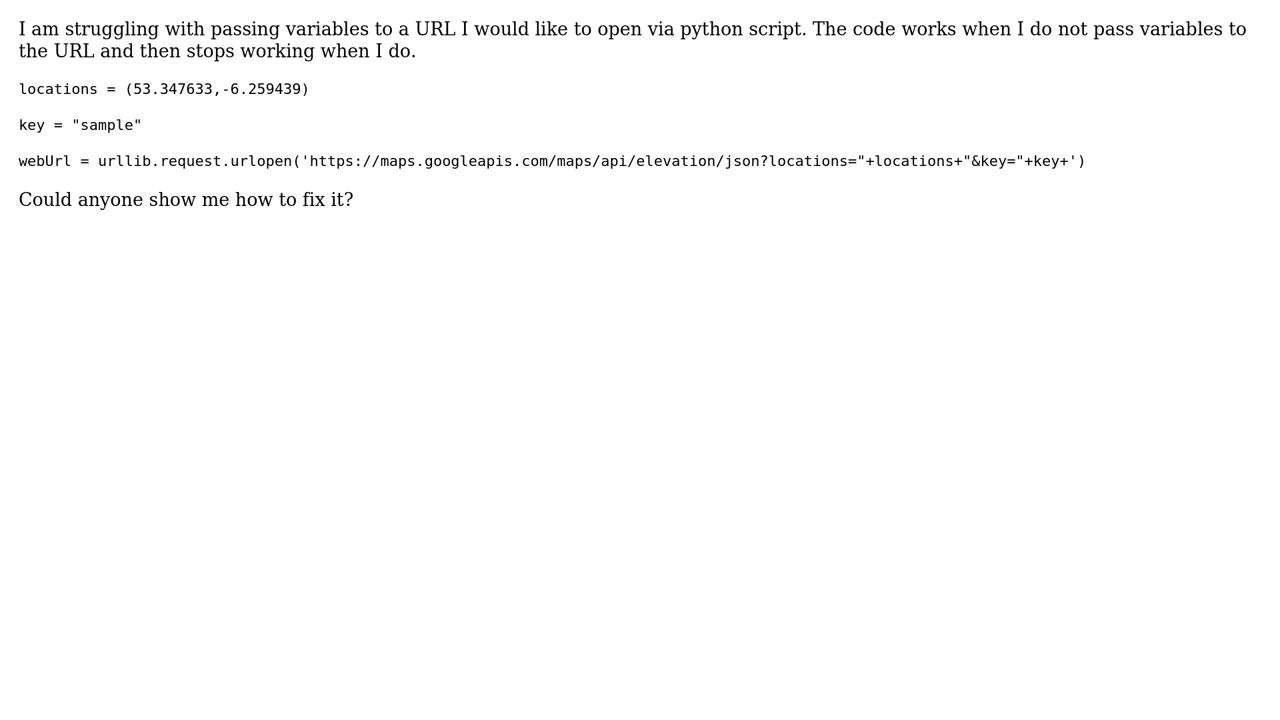 I am struggling with passing variables to a URL I would like to open via python script. The code works when I do not pass variables to
the URL and then stops working when I do.
locations = (53.347633,-6.259439)
key = "sample"
webUrl = urllib.request.urlopen('https://maps.googleapis.com/maps/api/elevation/json?locations="+locations+"&key="+key+')
Could anyone show me how to fix it?